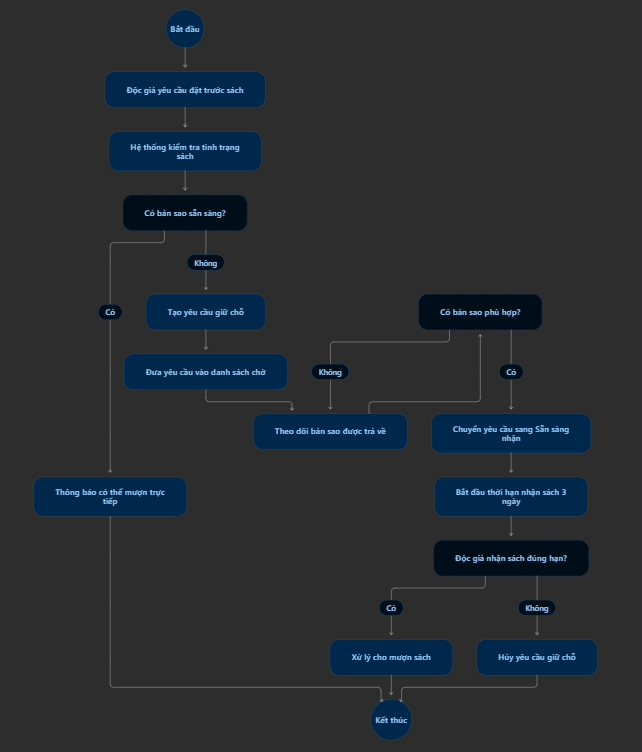 Bắt đầu
Độc giả yêu cầu đặt trước sách
Hệ thống kiểm tra tình trạng
sách
Có bản sao sẵn sàng?
Không
Có
Tạo yêu cầu giữ chỗ
Có bản sao phù hợp?
Đưa yêu cầu vào danh sách chờ
Không
Có
Theo dõi bản sao được trả về
Chuyển yêu cầu sang Sẵn sàng
nhận
Thông báo có thể mượn trực
tiếp
Bắt đầu thời hạn nhận sách 3
ngày
Độc giả nhận sách đúng hạn?
Có
Không
Xử lý cho mượn sách
Hủy yêu cầu giữ chỗ
Kết thúc